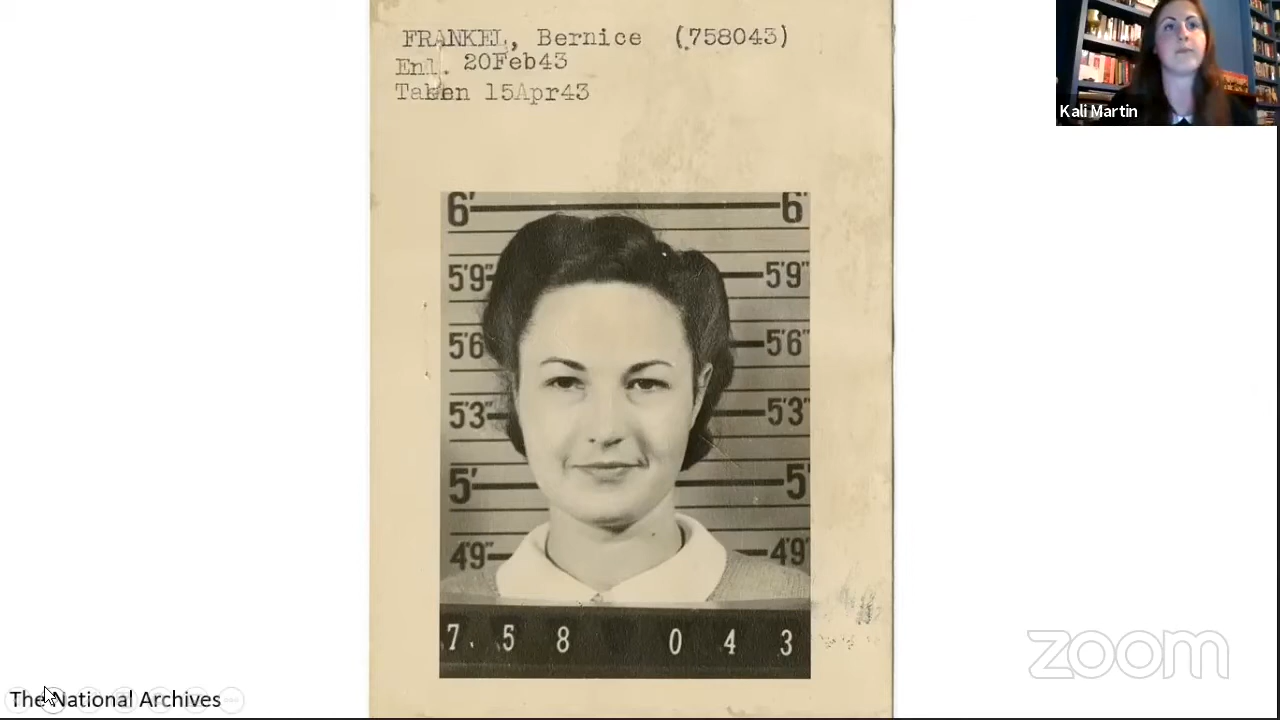 FRANKEL, Bernice (758043)
Enl. 20Feb43
Taken 15Apr43
6' 6'
5'9" 5'9"
5'6 5'6"
5'3" 5'3"
5' 5'
4'9" 4'9"
7. 5 8 0 4 3
Kali Martin
zoom
The National Archives